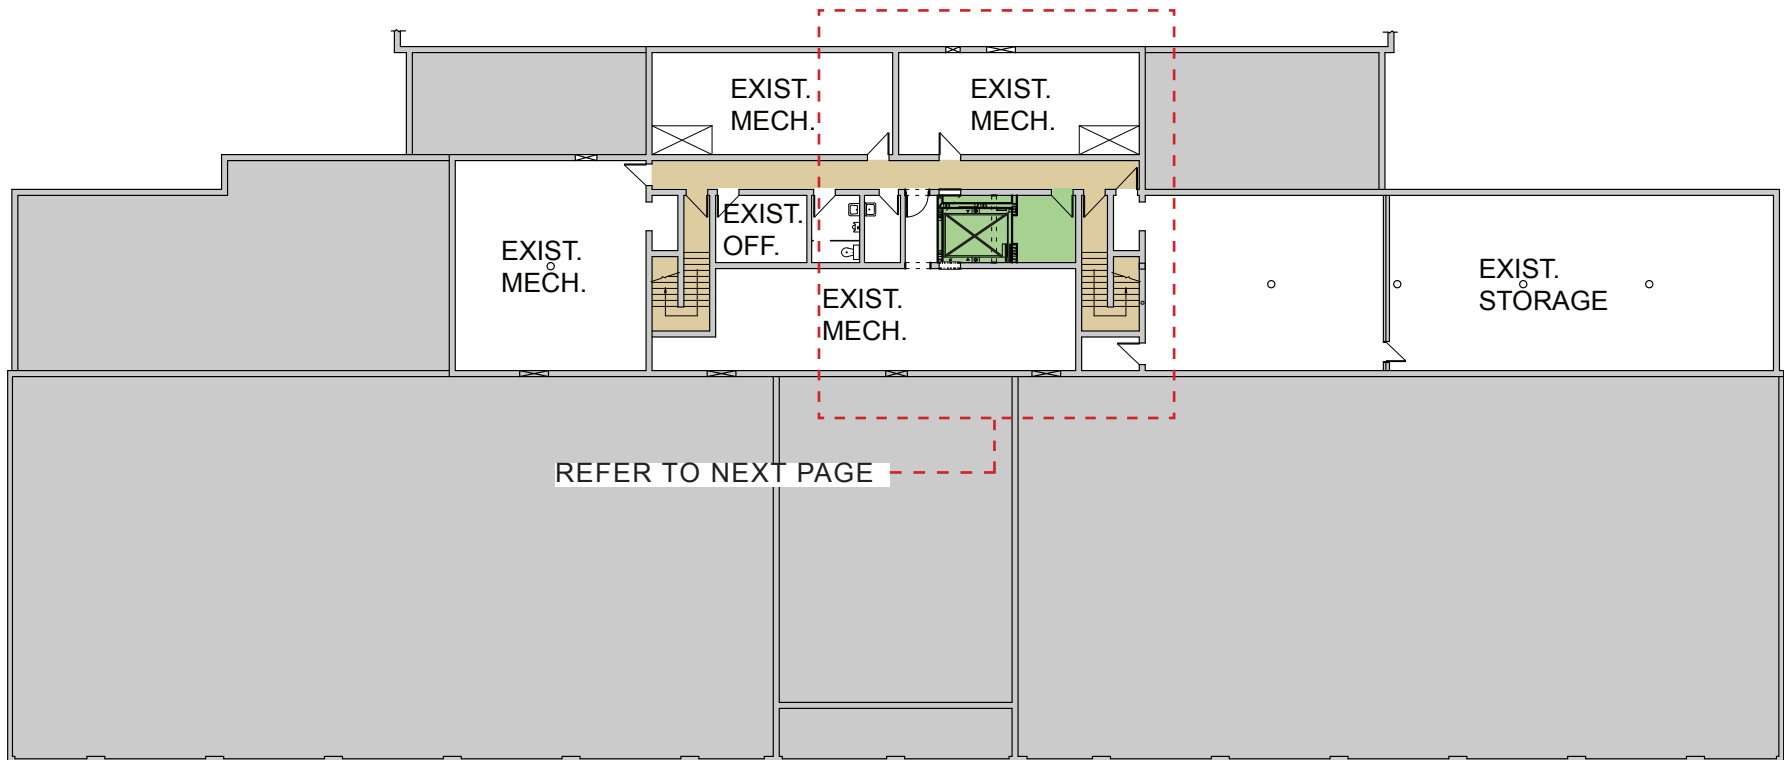 EXIST.
MECH.
EXIST.
MECH.
EXIST.
OFF.
EXIST.
MECH.
EXIST.
MECH.
EXIST.
STORAGE
REFER TO NEXT PAGE